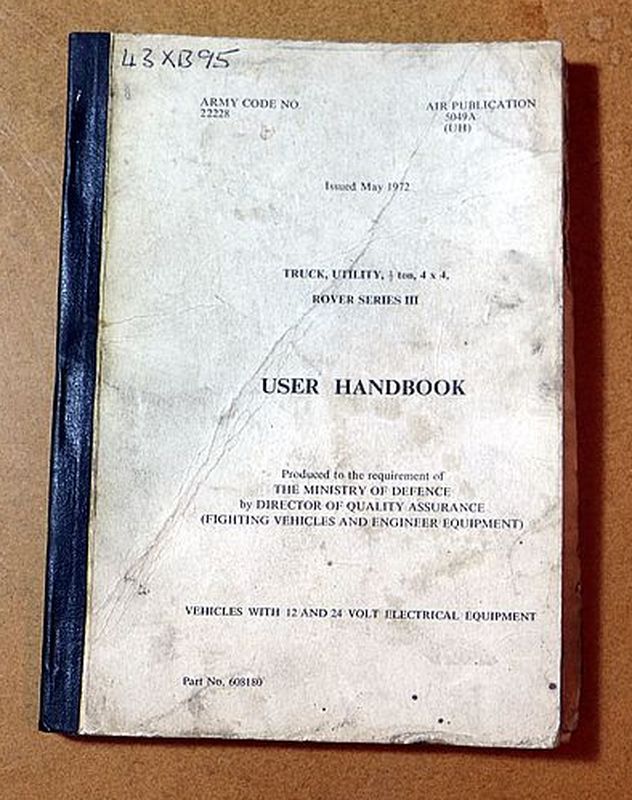 43XB95
ARMY CODE NO
22228
AIR PUBLICATION
5049A
(UH)
Issued May 1972
TRUCK, UTILITY, ½ ton, 4 x 4,
ROVER SERIES III
USER HANDBOOK
Produced to the requirement of
THE MINISTRY OF DEFENCE
by DIRECTOR OF QUALITY ASSURANCE
(FIGHTING VEHICLES AND ENGINEER EQUIPMENT)
VEHICLES WITH 12 AND 24 VOLT ELECTRICAL EQUIPMENT
Part No. 608180